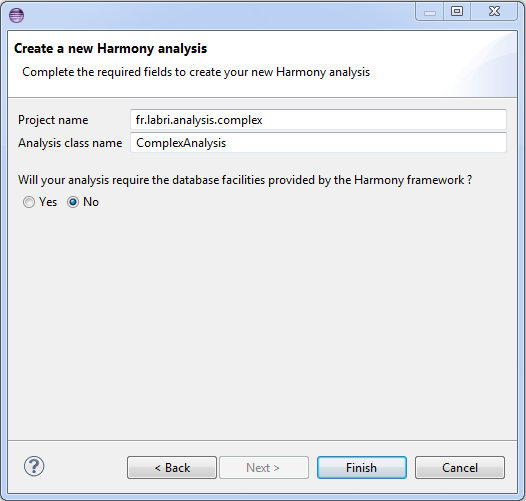 Create a new Harmony analysis
Complete the required fields to create your new Harmony analysis
Project name fr.labri.analysis.complex
Analysis class name ComplexAnalysis
Will your analysis require the database facilities provided by the Harmony framework ?
Yes No
? < Back Next > Finish Cancel